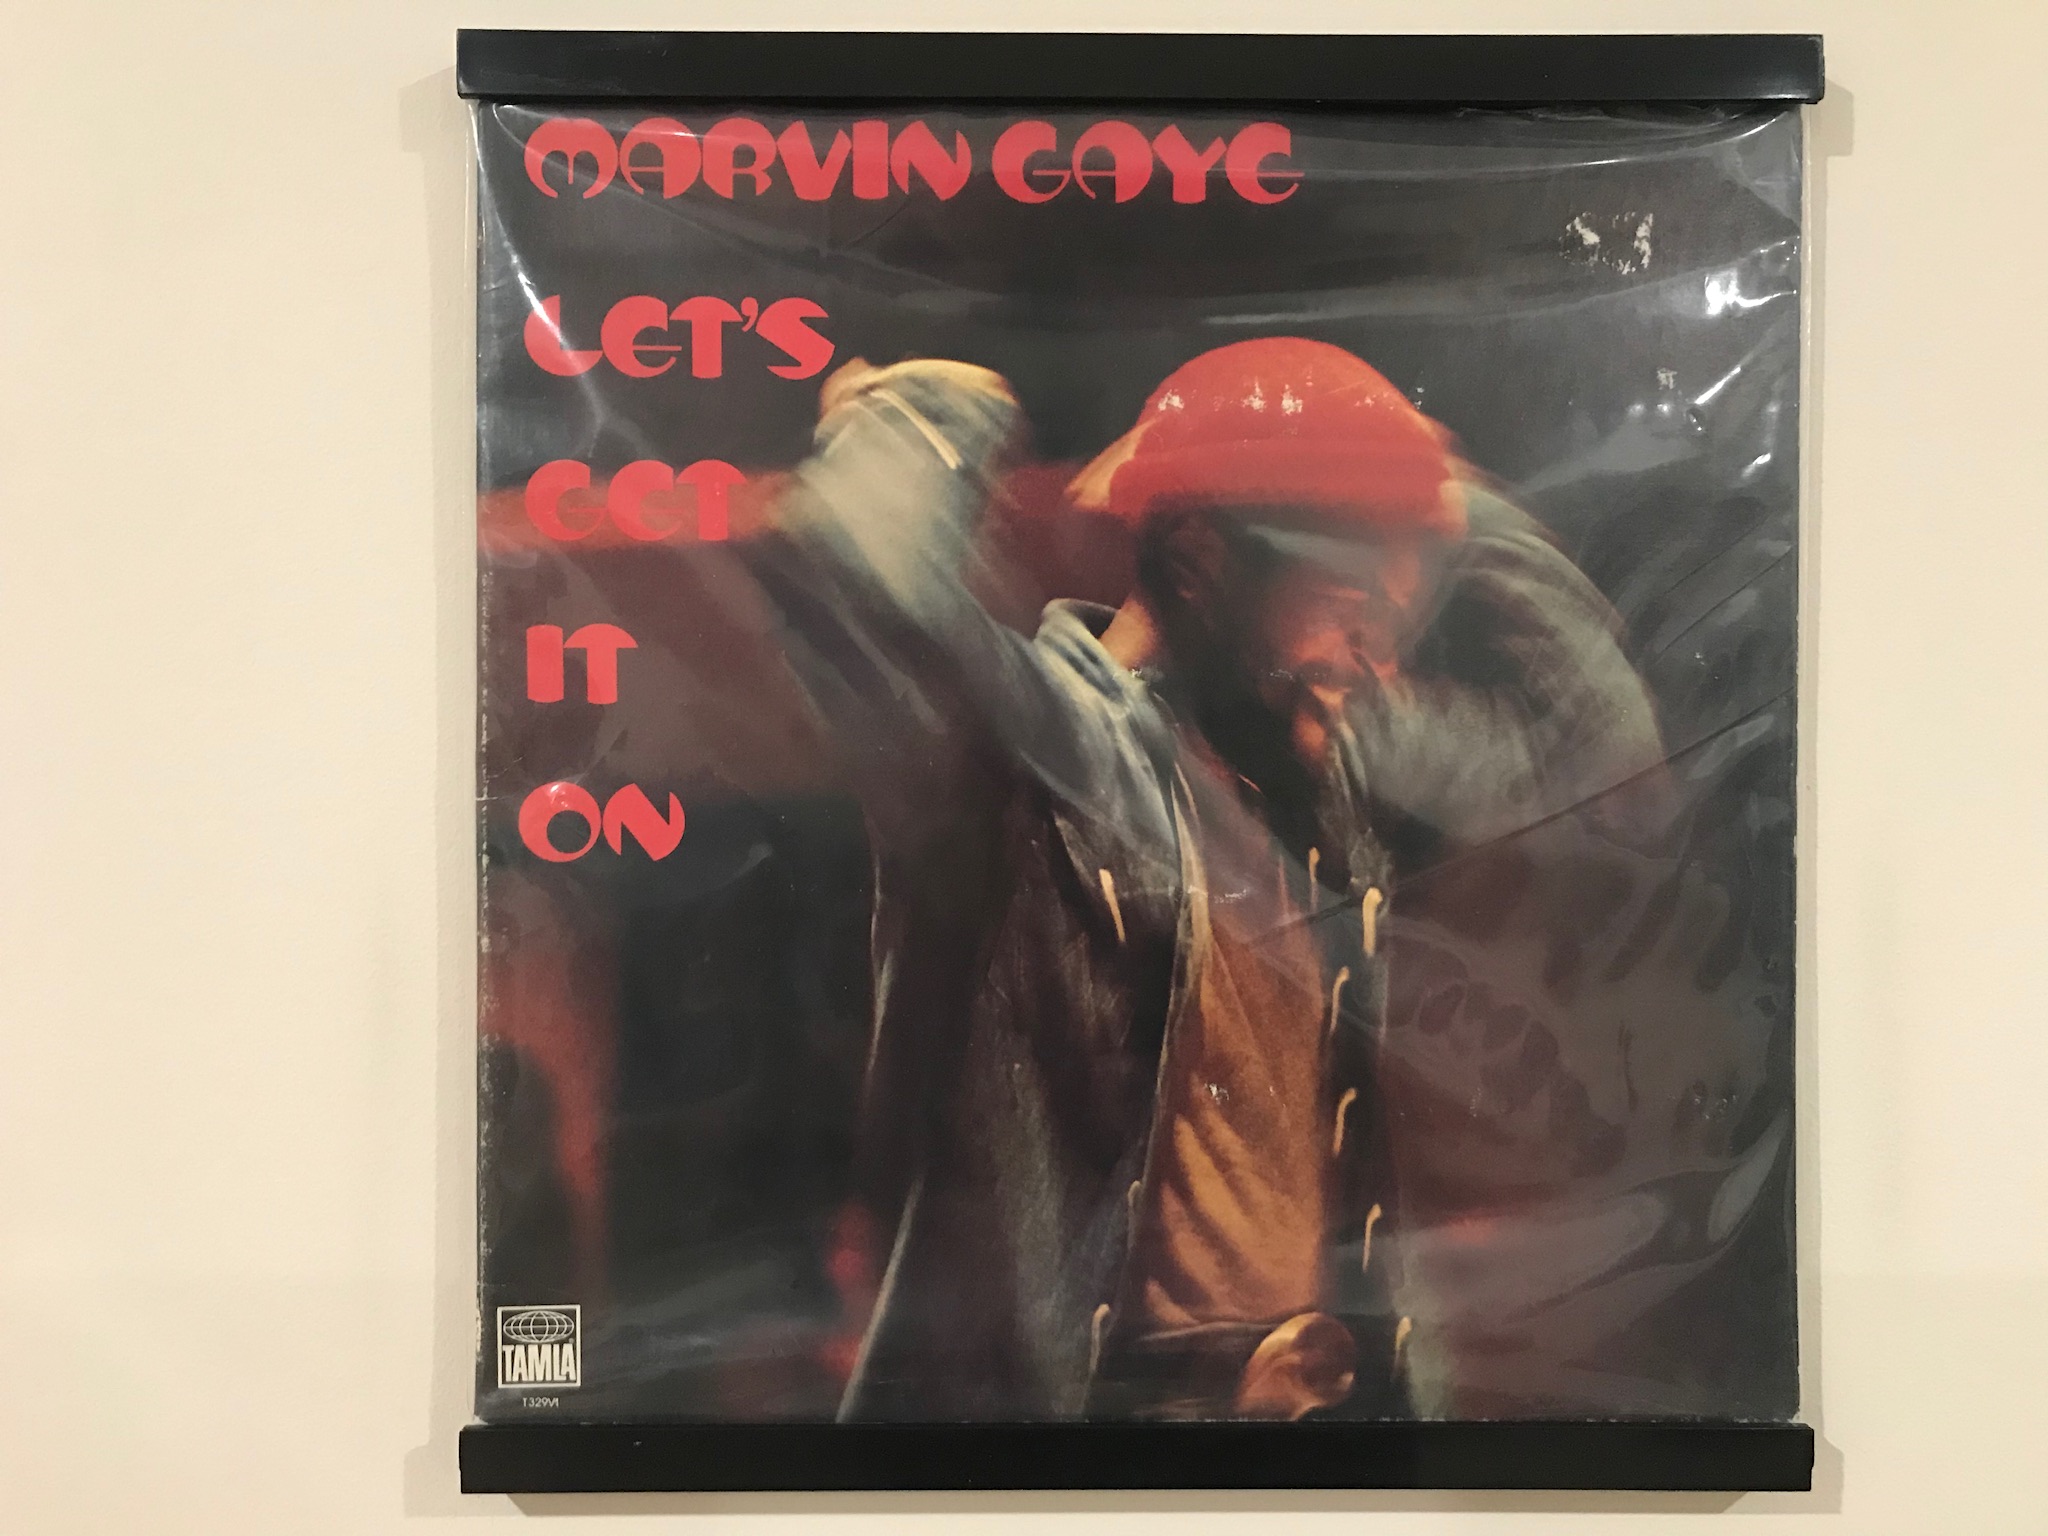 MARVIN GAYE
LET'S
GET
IT
ON
TAMLA
T329V1